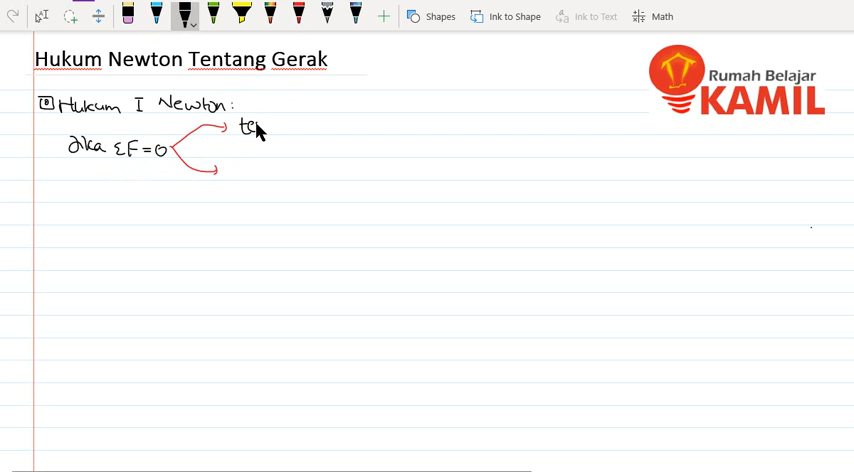 Shapes
Ink to Shape
Ink to Text
Math
Hukum Newton Tentang Gerak
Rumah Belajar
KAMIL
Hukum I Newton:
Jika ΣF = 0
te